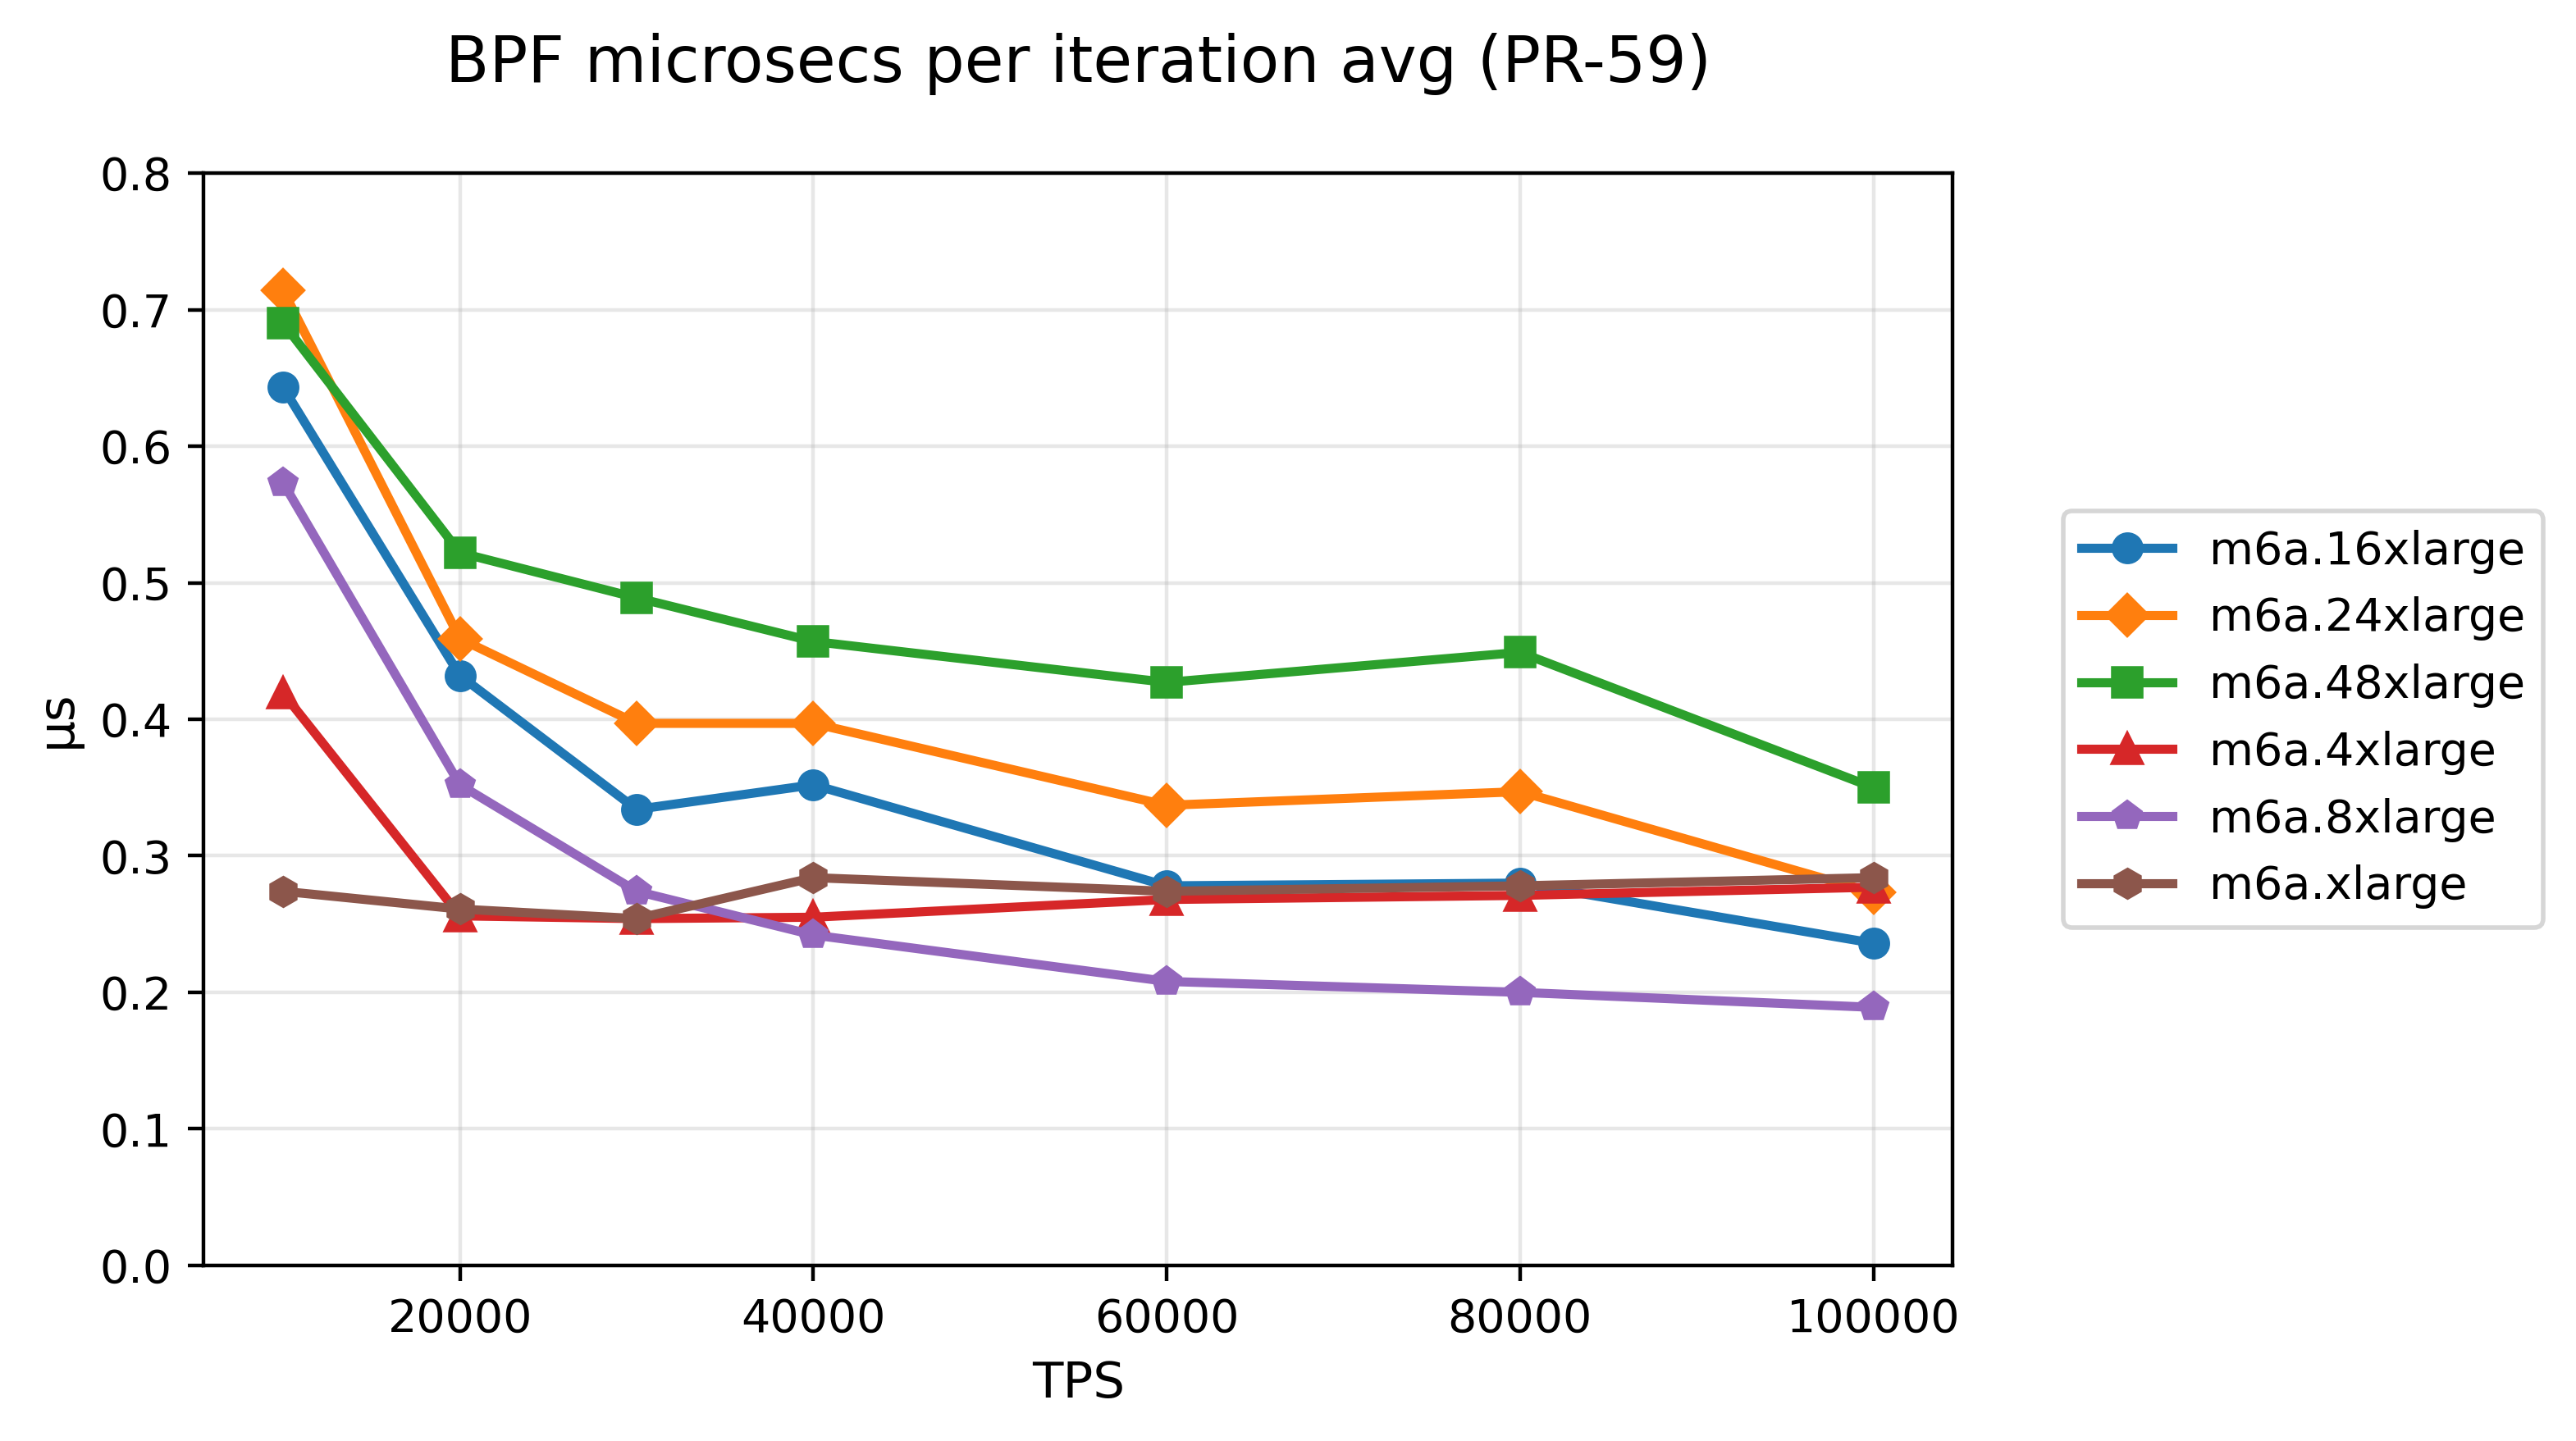 BPF microsecs per iteration avg (PR-59)
0.8
0.7
0.6
0.5
0.4
0.3
0.2
0.1
0.0
µs
20000 40000 60000 80000 100000
TPS
m6a.16xlarge
m6a.24xlarge
m6a.48xlarge
m6a.4xlarge
m6a.8xlarge
m6a.xlarge